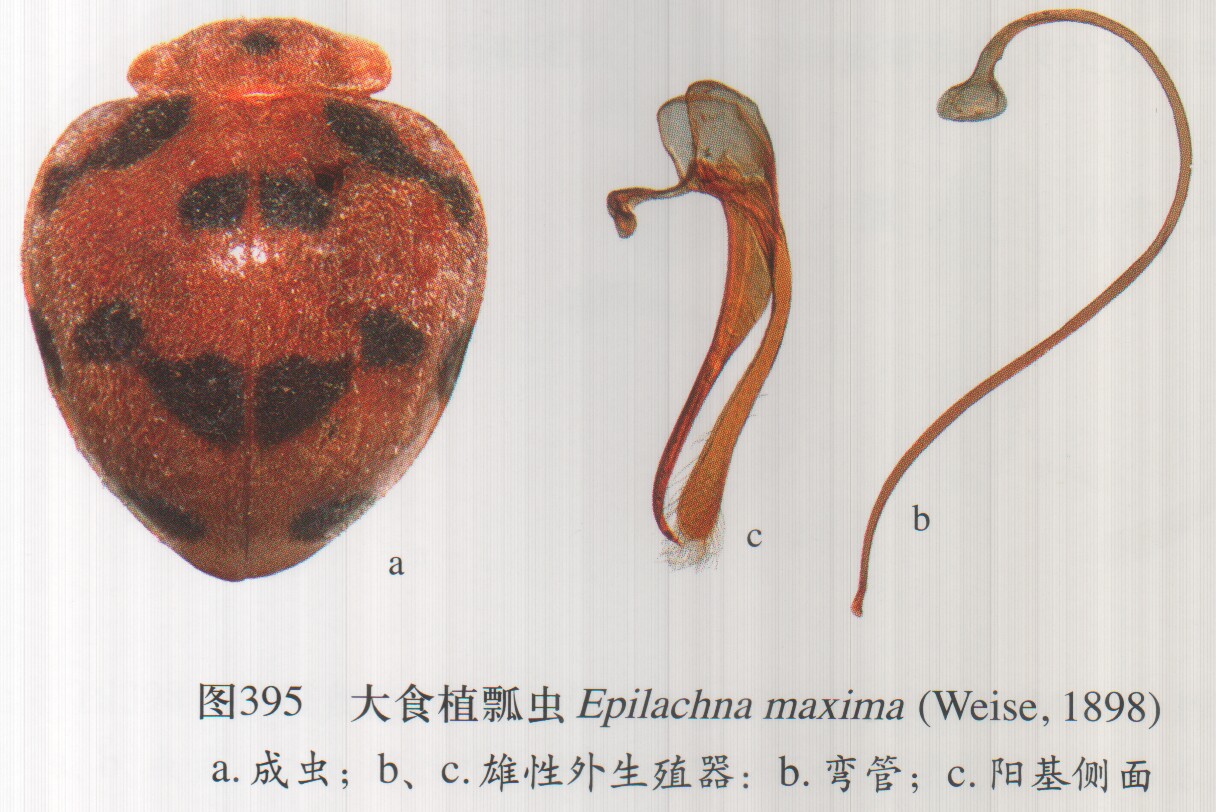 a
c
b
图395 大食植瓢虫 Epilachna maxima (Weise, 1898)
a. 成虫；b、c. 雄性外生殖器：b. 弯管；c. 阳基侧面